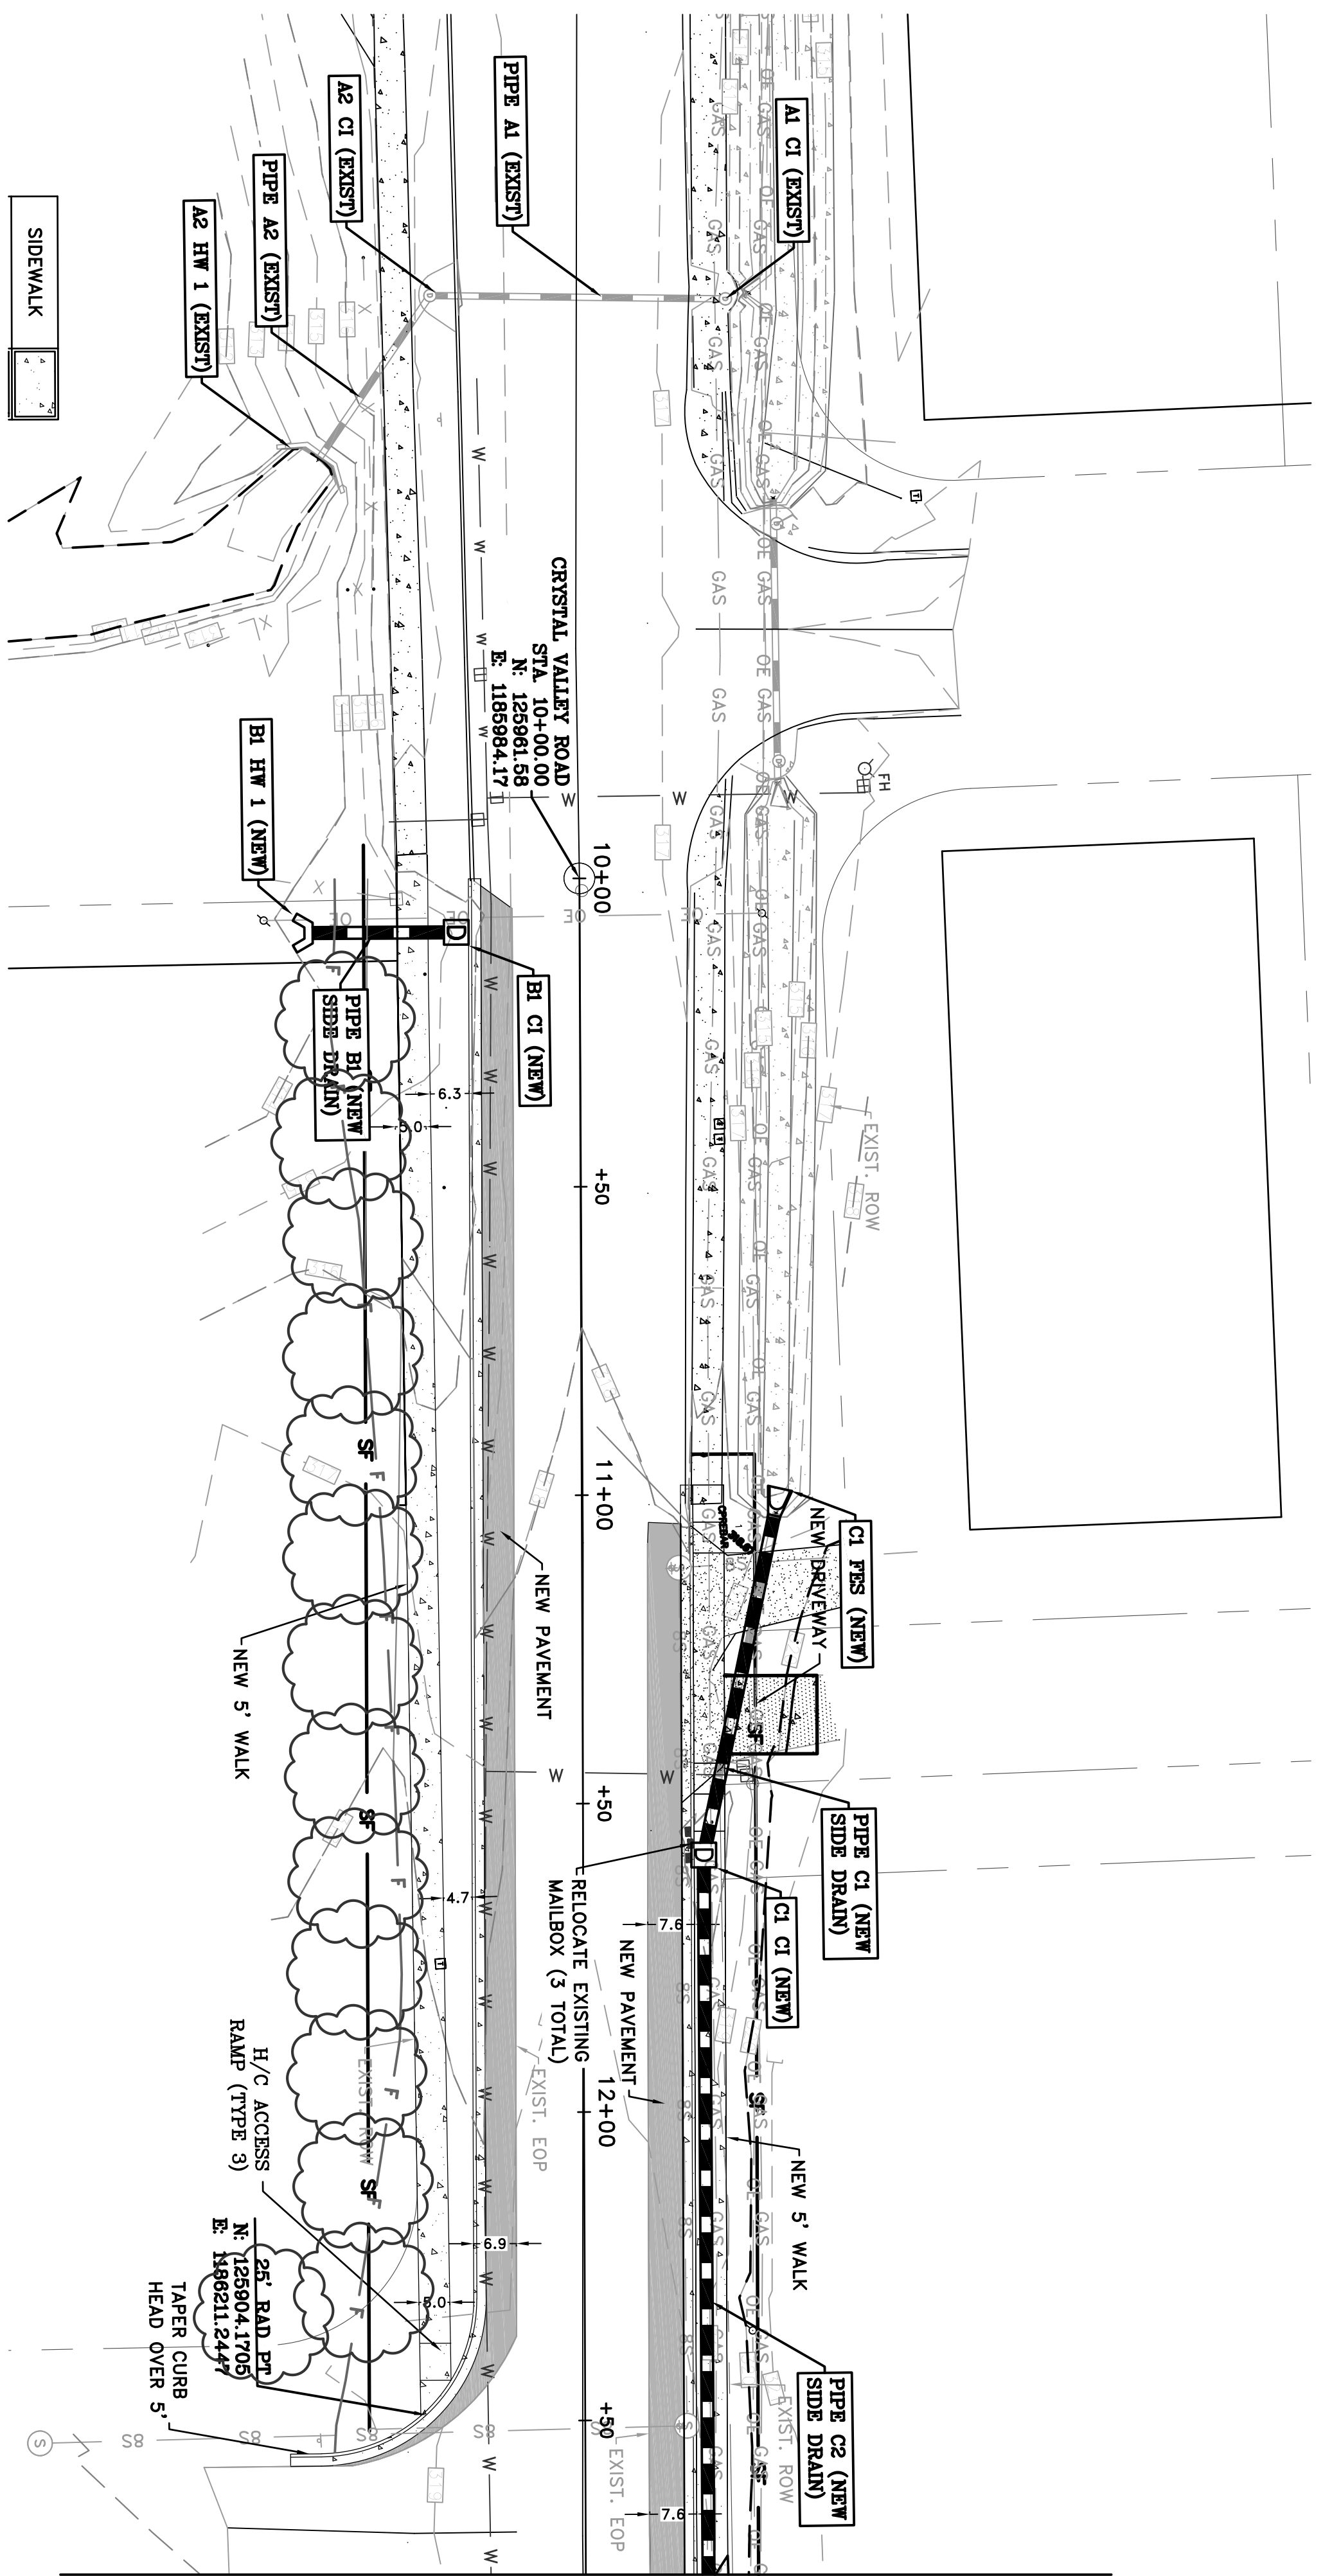 A1 CI (EXIST)
PIPE A1 (EXIST)
A2 CI (EXIST)
PIPE A2 (EXIST)
A2 HW 1 (EXIST)
SIDEWALK
FH
CRYSTAL VALLEY ROAD
STA. 10+00.00
N: 125961.58
E: 1185984.17
B1 HW 1 (NEW)
10+00
B1 CI (NEW)
PIPE B1 (NEW
SIDE DRAIN)
6.3
5.0
+50
EXIST. ROW
11+00
C1 FES (NEW)
NEW DRIVEWAY
NEW PAVEMENT
NEW 5' WALK
+50
PIPE C1 (NEW
SIDE DRAIN)
C1 CI (NEW)
RELOCATE EXISTING
MAILBOX (3 TOTAL)
4.7
7.6
NEW PAVEMENT
12+00
NEW 5' WALK
EXIST. EOP
EXIST. ROW
H/C ACCESS
RAMP (TYPE 3)
6.9
5.0
25' RAD PT
N: 125904.1705
E: 1186211.2447
TAPER CURB
HEAD OVER 5'
PIPE C2 (NEW
SIDE DRAIN)
EXIST. ROW
+50
EXIST. EOP
7.6
GAS
OE
W
SF
F
8S
S
D
X
T